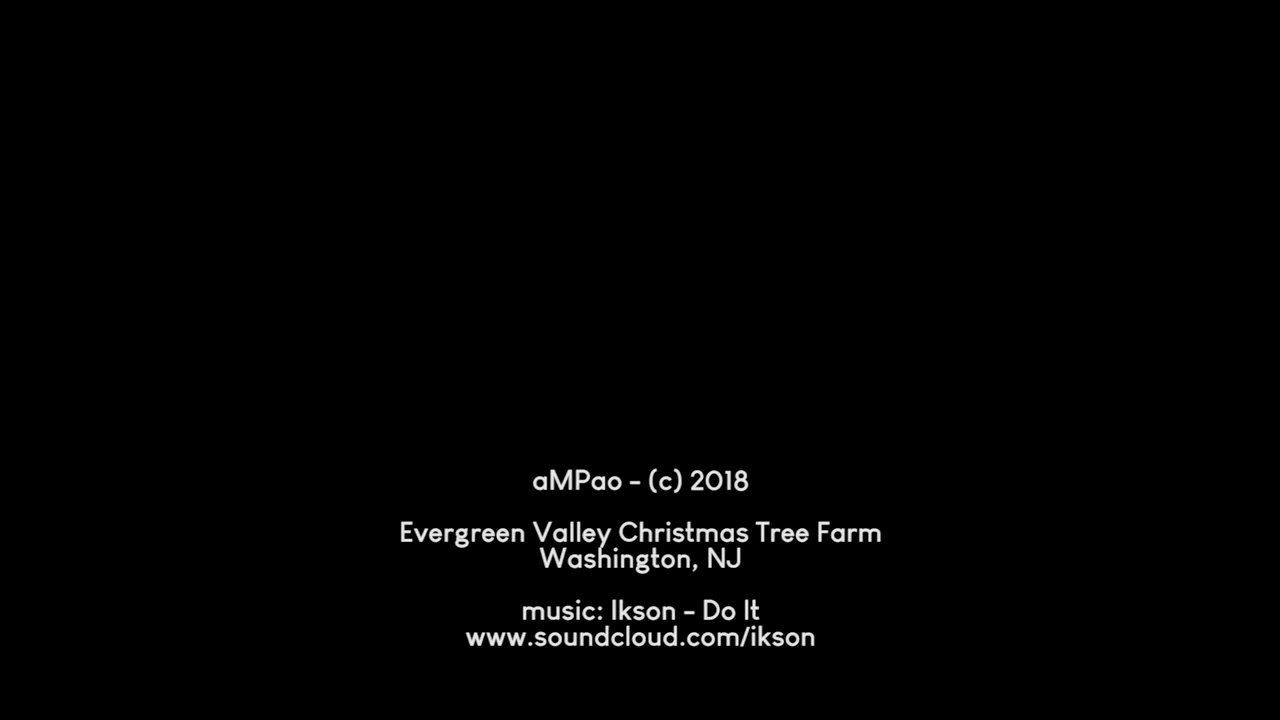 aMPao - (c) 2018
Evergreen Valley Christmas Tree Farm
Washington, NJ
music: Ikson - Do It
www.soundcloud.com/ikson